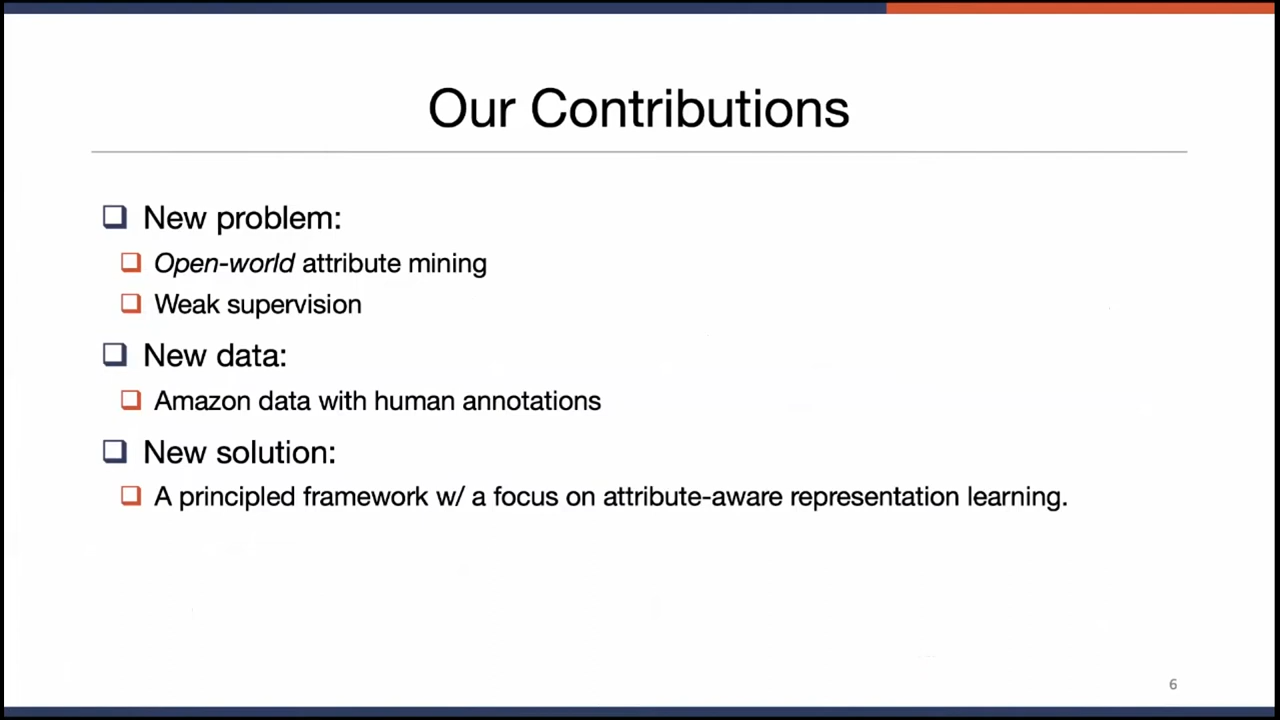 Our Contributions
New problem:
Open-world attribute mining
Weak supervision
New data:
Amazon data with human annotations
New solution:
A principled framework w/ a focus on attribute-aware representation learning.
6